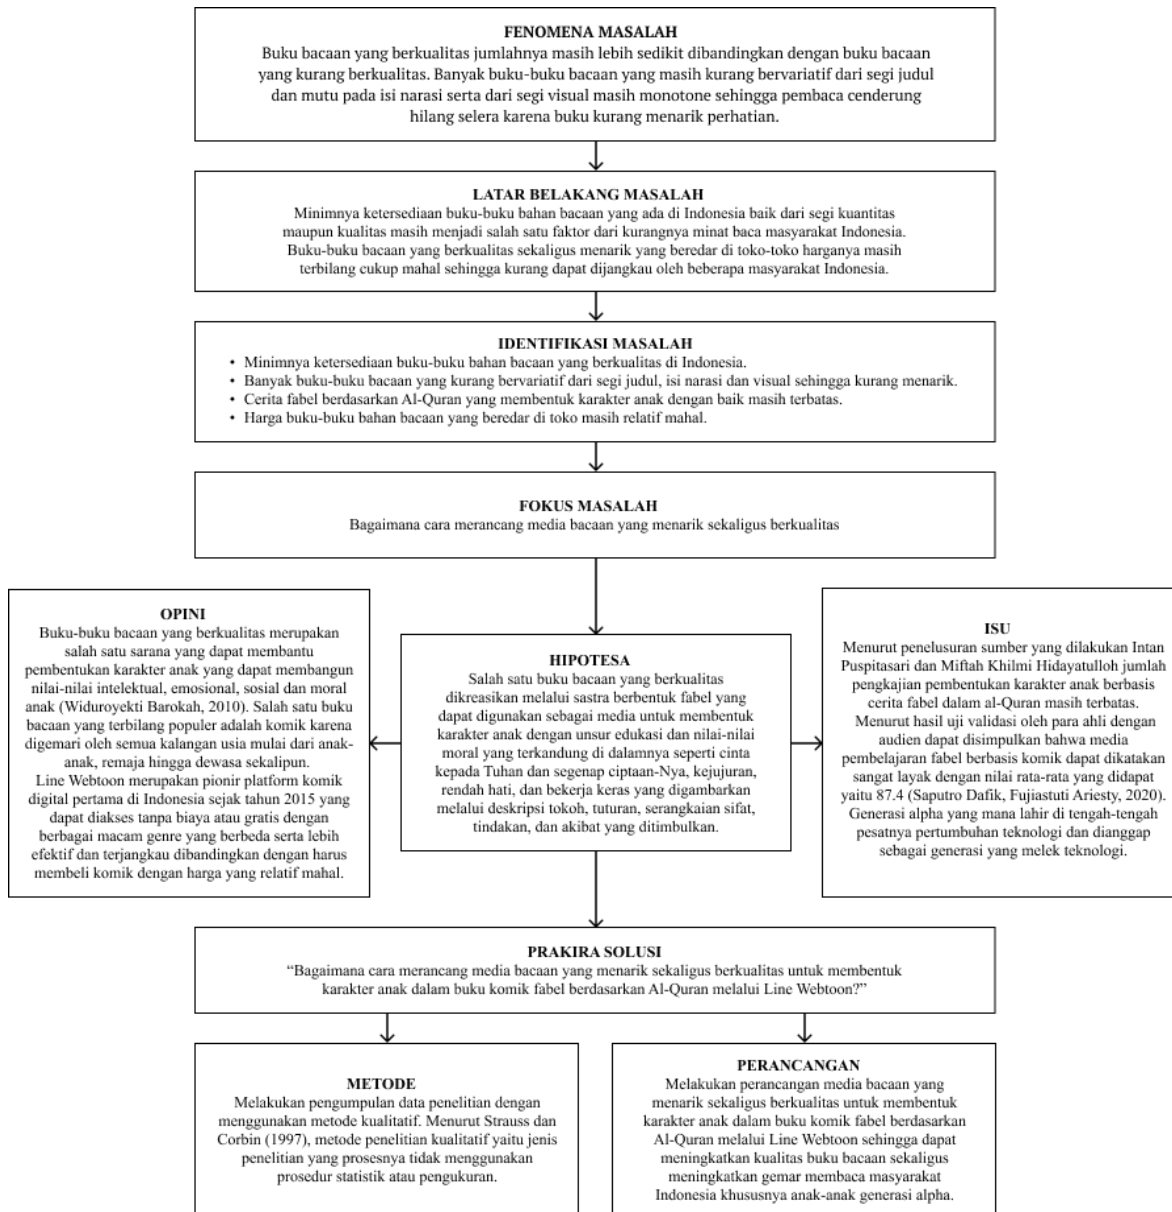 FENOMENA MASALAH
Buku bacaan yang berkualitas jumlahnya masih lebih sedikit dibandingkan dengan buku bacaan
yang kurang berkualitas. Banyak buku-buku bacaan yang masih kurang bervariatif dari segi judul
dan mutu pada isi narasi serta dari segi visual masih monotone sehingga pembaca cenderung
hilang selera karena buku kurang menarik perhatian.
LATAR BELAKANG MASALAH
Minimnya ketersediaan buku-buku bahan bacaan yang ada di Indonesia baik dari segi kuantitas
maupun kualitas masih menjadi salah satu faktor dari kurangnya minat baca masyarakat Indonesia.
Buku-buku bacaan yang berkualitas sekaligus menarik yang beredar di toko-toko harganya masih
terbilang cukup mahal sehingga kurang dapat dijangkau oleh beberapa masyarakat Indonesia.
IDENTIFIKASI MASALAH
• Minimnya ketersediaan buku-buku bahan bacaan yang berkualitas di Indonesia.
• Banyak buku-buku bacaan yang kurang bervariatif dari segi judul, isi narasi dan visual sehingga kurang menarik.
• Cerita fabel berdasarkan Al-Quran yang membentuk karakter anak dengan baik masih terbatas.
• Harga buku-buku bahan bacaan yang beredar di toko masih relatif mahal.
FOKUS MASALAH
Bagaimana cara merancang media bacaan yang menarik sekaligus berkualitas
OPINI
Buku-buku bacaan yang berkualitas merupakan
salah satu sarana yang dapat membantu
pembentukan karakter anak yang dapat membangun
nilai-nilai intelektual, emosional, sosial dan moral
anak (Widuroyekti Barokah, 2010). Salah satu buku
bacaan yang terbilang populer adalah komik karena
digemari oleh semua kalangan usia mulai dari anak-
anak, remaja hingga dewasa sekalipun.
Line Webtoon merupakan pionir platform komik
digital pertama di Indonesia sejak tahun 2015 yang
dapat diakses tanpa biaya atau gratis dengan
berbagai macam genre yang berbeda serta lebih
efektif dan terjangkau dibandingkan dengan harus
membeli komik dengan harga yang relatif mahal.
HIPOTESA
Salah satu buku bacaan yang berkualitas
dikreasikan melalui sastra berbentuk fabel yang
dapat digunakan sebagai media untuk membentuk
karakter anak dengan unsur edukasi dan nilai-nilai
moral yang terkandung di dalamnya seperti cinta
kepada Tuhan dan segenap ciptaan-Nya, kejujuran,
rendah hati, dan bekerja keras yang digambarkan
melalui deskripsi tokoh, tuturan, serangkaian sifat,
tindakan, dan akibat yang ditimbulkan.
ISU
Menurut penelusuran sumber yang dilakukan Intan
Puspitasari dan Miftah Khilmi Hidayatulloh jumlah
pengkajian pembentukan karakter anak berbasis
cerita fabel dalam al-Quran masih terbatas.
Menurut hasil uji validasi oleh para ahli dengan
audien dapat disimpulkan bahwa media
pembelajaran fabel berbasis komik dapat dikatakan
sangat layak dengan nilai rata-rata yang didapat
yaitu 87.4 (Saputro Dafik, Fujiastuti Ariesty, 2020).
Generasi alpha yang mana lahir di tengah-tengah
pesatnya pertumbuhan teknologi dan dianggap
sebagai generasi yang melek teknologi.
PRAKIRA SOLUSI
“Bagaimana cara merancang media bacaan yang menarik sekaligus berkualitas untuk membentuk
karakter anak dalam buku komik fabel berdasarkan Al-Quran melalui Line Webtoon?”
METODE
Melakukan pengumpulan data penelitian dengan
menggunakan metode kualitatif. Menurut Strauss dan
Corbin (1997), metode penelitian kualitatif yaitu jenis
penelitian yang prosesnya tidak menggunakan
prosedur statistik atau pengukuran.
PERANCANGAN
Melakukan perancangan media bacaan yang
menarik sekaligus berkualitas untuk membentuk
karakter anak dalam buku komik fabel berdasarkan
Al-Quran melalui Line Webtoon sehingga dapat
meningkatkan kualitas buku bacaan sekaligus
meningkatkan gemar membaca masyarakat
Indonesia khususnya anak-anak generasi alpha.